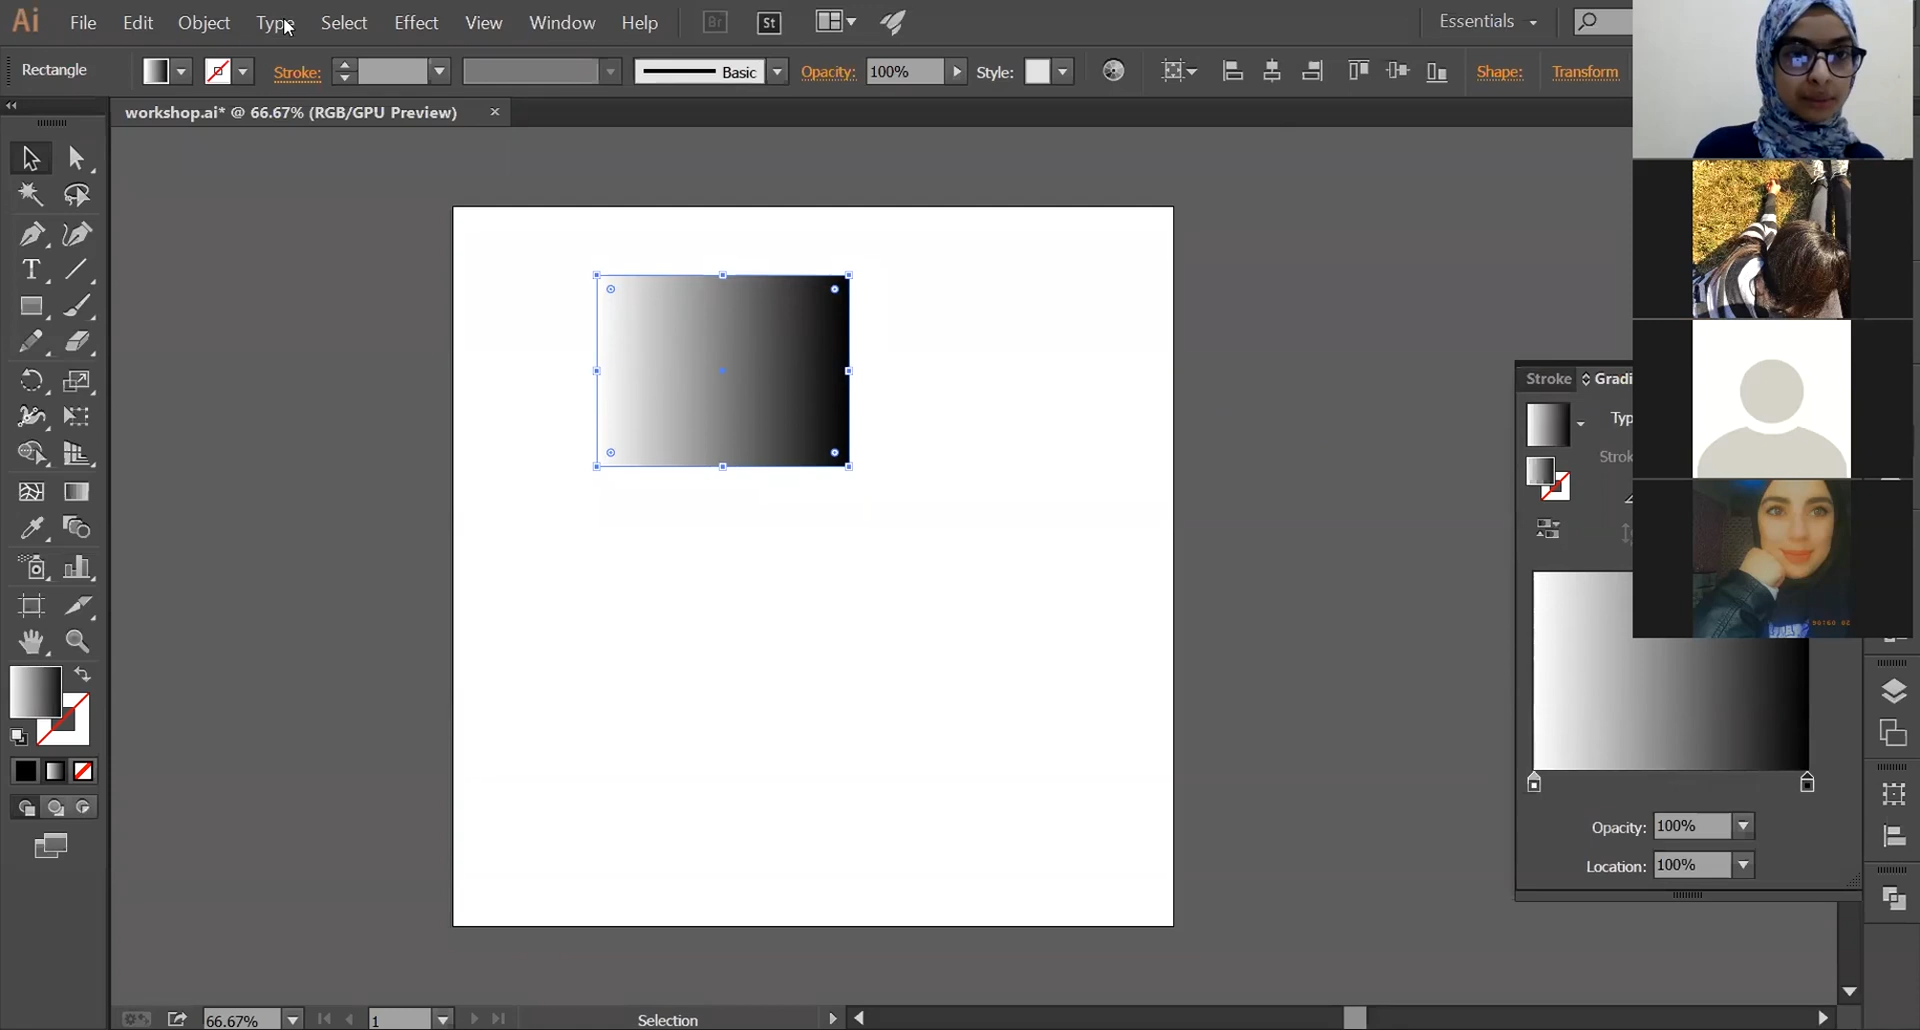 Ai File Edit Object Type Select Effect View Window Help Br St Essentials
Rectangle Stroke: Basic Opacity: 100% Style: Shape: Transform
workshop.ai* @ 66.67% (RGB/GPU Preview) ×
Stroke Gradi
Typ
Strok
Opacity: 100%
Location: 100%
66.67% 1 Selection